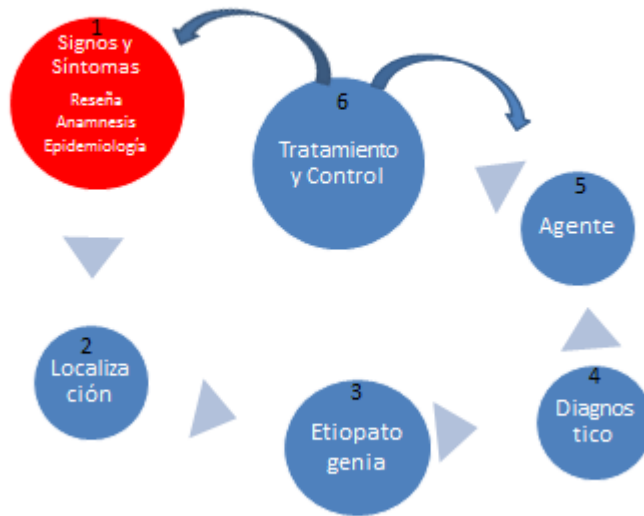 1
Signos y
Síntomas
Reseña
Anamnesis
Epidemiología
2
Localiza
ción
3
Etiopato
genia
4
Diagnos
tico
5
Agente
6
Tratamiento
y Control